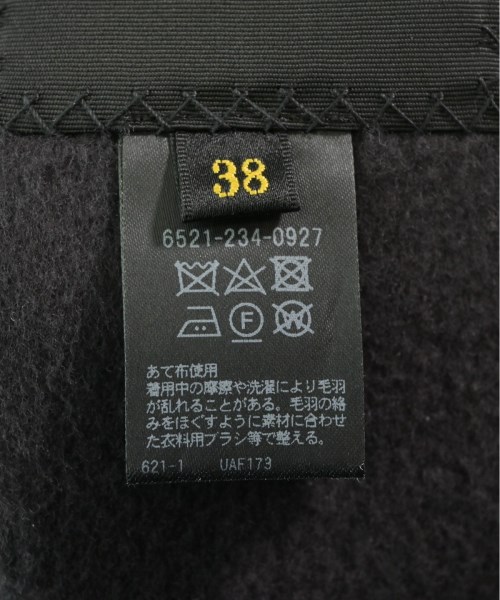 38
6521-234-0927
F
W
あて布使用
着用中の摩擦や洗濯により毛羽
が乱れることがある。毛羽の絡
みをほぐすように素材に合わせ
た衣料用ブラシ等で整える。
621-1 UAF173